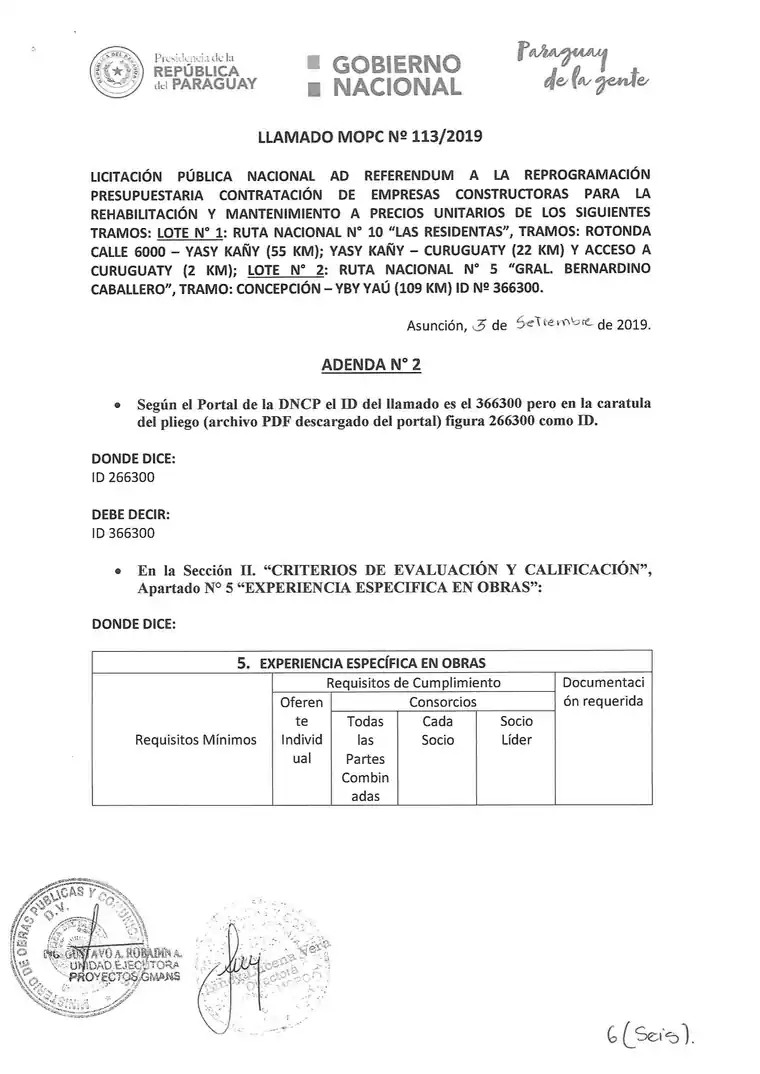 Presidencia de la
REPÚBLICA
del PARAGUAY
GOBIERNO
NACIONAL
Paraguay
de la gente
LLAMADO MOPC Nº 113/2019
LICITACIÓN PÚBLICA NACIONAL AD REFERENDUM A LA REPROGRAMACIÓN
PRESUPUESTARIA CONTRATACIÓN DE EMPRESAS CONSTRUCTORAS PARA LA
REHABILITACIÓN Y MANTENIMIENTO A PRECIOS UNITARIOS DE LOS SIGUIENTES
TRAMOS: LOTE N° 1: RUTA NACIONAL N° 10 “LAS RESIDENTAS”, TRAMOS: ROTONDA
CALLE 6000 – YASY KAÑY (55 KM); YASY KAÑY – CURUGUATY (22 KM) Y ACCESO A
CURUGUATY (2 KM); LOTE N° 2: RUTA NACIONAL N° 5 “GRAL. BERNARDINO
CABALLERO”, TRAMO: CONCEPCIÓN – YBY YAÚ (109 KM) ID Nº 366300.
Asunción, 3 de Setiembre de 2019.
ADENDA N° 2
• Según el Portal de la DNCP el ID del llamado es el 366300 pero en la caratula
del pliego (archivo PDF descargado del portal) figura 266300 como ID.
DONDE DICE:
ID 266300
DEBE DECIR:
ID 366300
• En la Sección II. “CRITERIOS DE EVALUACIÓN Y CALIFICACIÓN”,
Apartado N° 5 “EXPERIENCIA ESPECIFICA EN OBRAS”:
DONDE DICE:
5. EXPERIENCIA ESPECÍFICA EN OBRAS
Requisitos Mínimos
Requisitos de Cumplimiento
Documentaci
ón requerida
Oferen
te
Individ
ual
Consorcios
Todas
las
Partes
Combin
adas
Cada
Socio
Socio
Líder
MINISTERIO DE OBRAS PUBLICAS Y
D.V.
ING. GUSTAVO A. ROBADIN A.
UNIDAD EJECUTORA
PROYECTOS GMANS
Vera
Directora
6 (Seis).